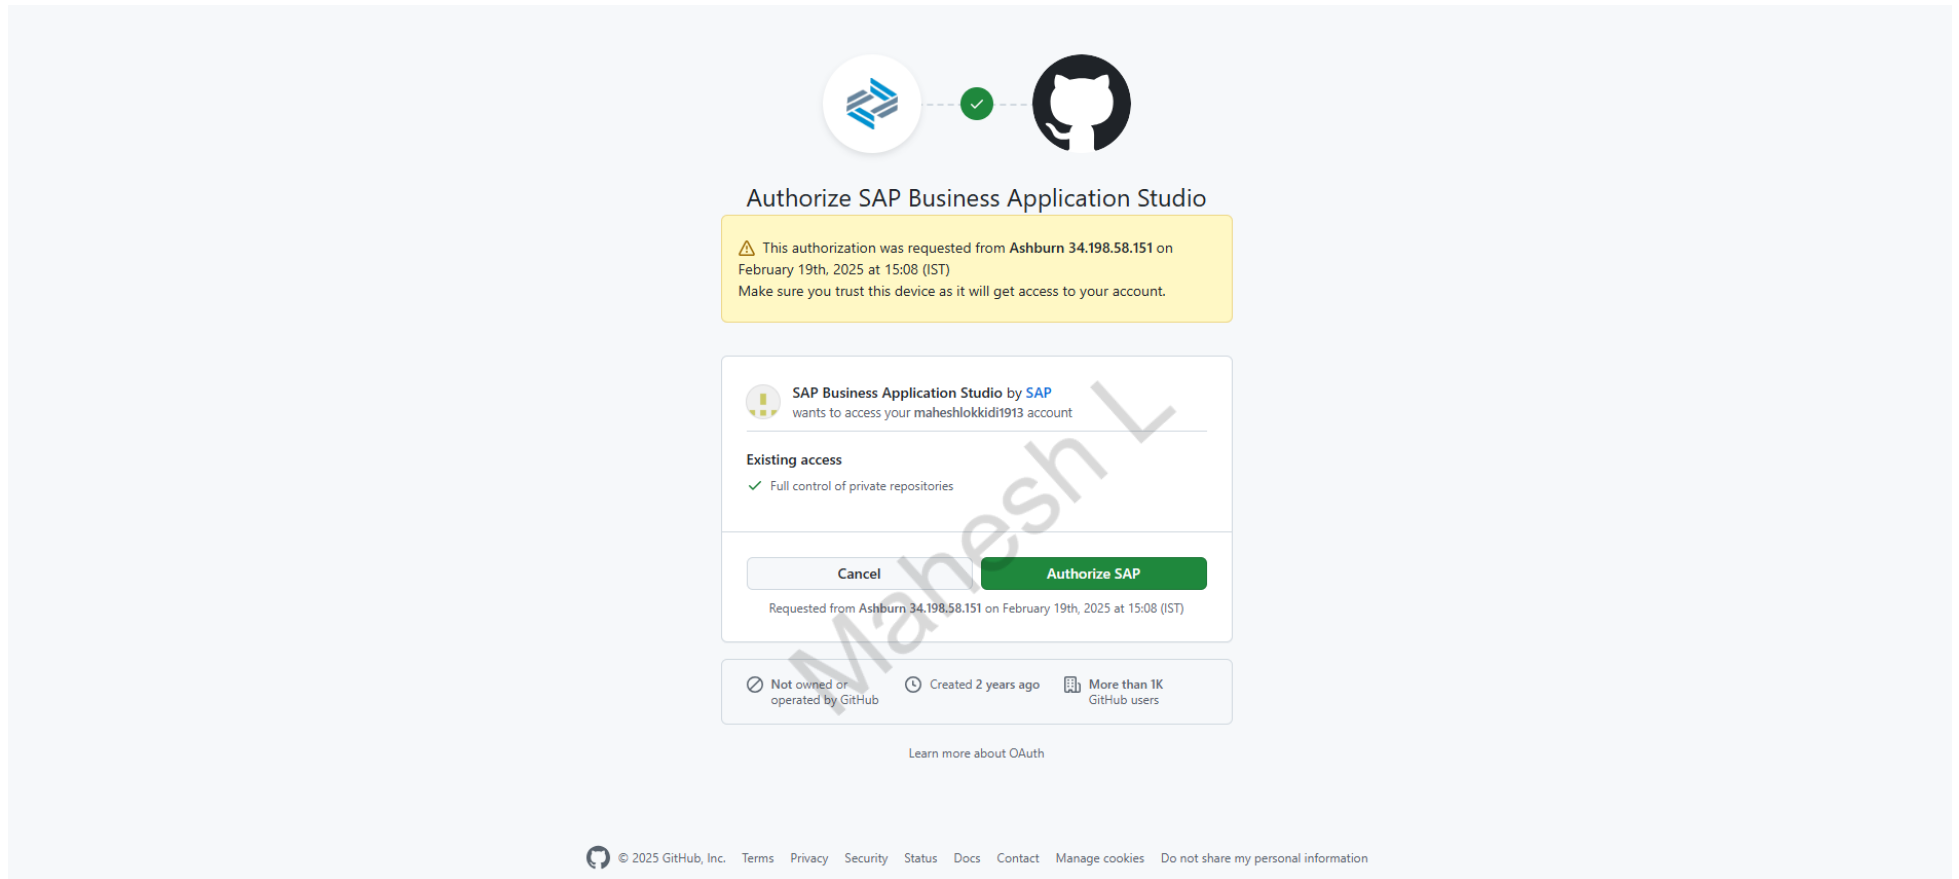 Authorize SAP Business Application Studio
This authorization was requested from Ashburn 34.198.58.151 on
February 19th, 2025 at 15:08 (IST)
Make sure you trust this device as it will get access to your account.
SAP Business Application Studio by SAP
wants to access your maheshlokkidi1913 account
Existing access
Full control of private repositories
Cancel
Authorize SAP
Requested from Ashburn 34.198.58.151 on February 19th, 2025 at 15:08 (IST)
Mahesh L
Not owned or
operated by GitHub
Created 2 years ago
More than 1K
GitHub users
Learn more about OAuth
© 2025 GitHub, Inc. Terms Privacy Security Status Docs Contact Manage cookies Do not share my personal information